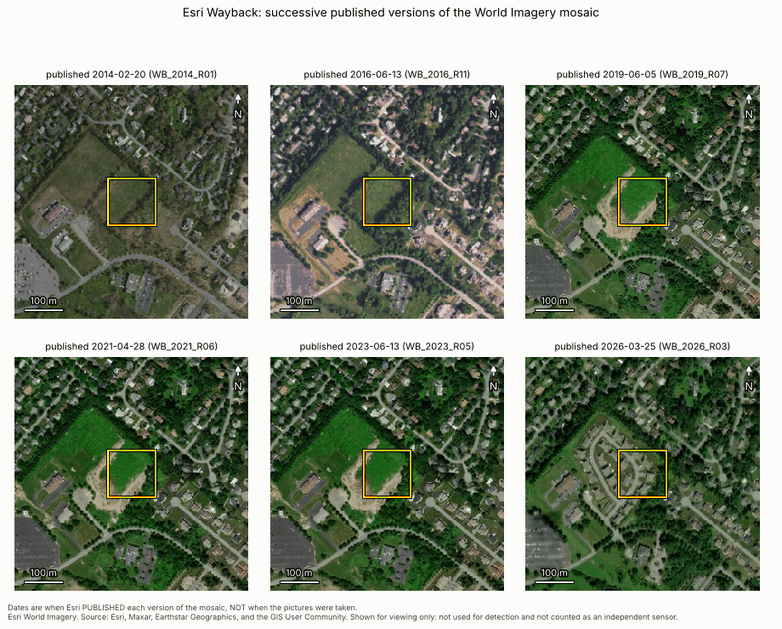 Esri Wayback: successive published versions of the World Imagery mosaic
published 2014-02-20 (WB_2014_R01)
published 2016-06-13 (WB_2016_R11)
published 2019-06-05 (WB_2019_R07)
N
N
N
100 m
100 m
100 m
published 2021-04-28 (WB_2021_R06)
published 2023-06-13 (WB_2023_R05)
published 2026-03-25 (WB_2026_R03)
N
N
N
100 m
100 m
100 m
Dates are when Esri PUBLISHED each version of the mosaic, NOT when the pictures were taken.
Esri World Imagery. Source: Esri, Maxar, Earthstar Geographics, and the GIS User Community. Shown for viewing only: not used for detection and not counted as an independent sensor.